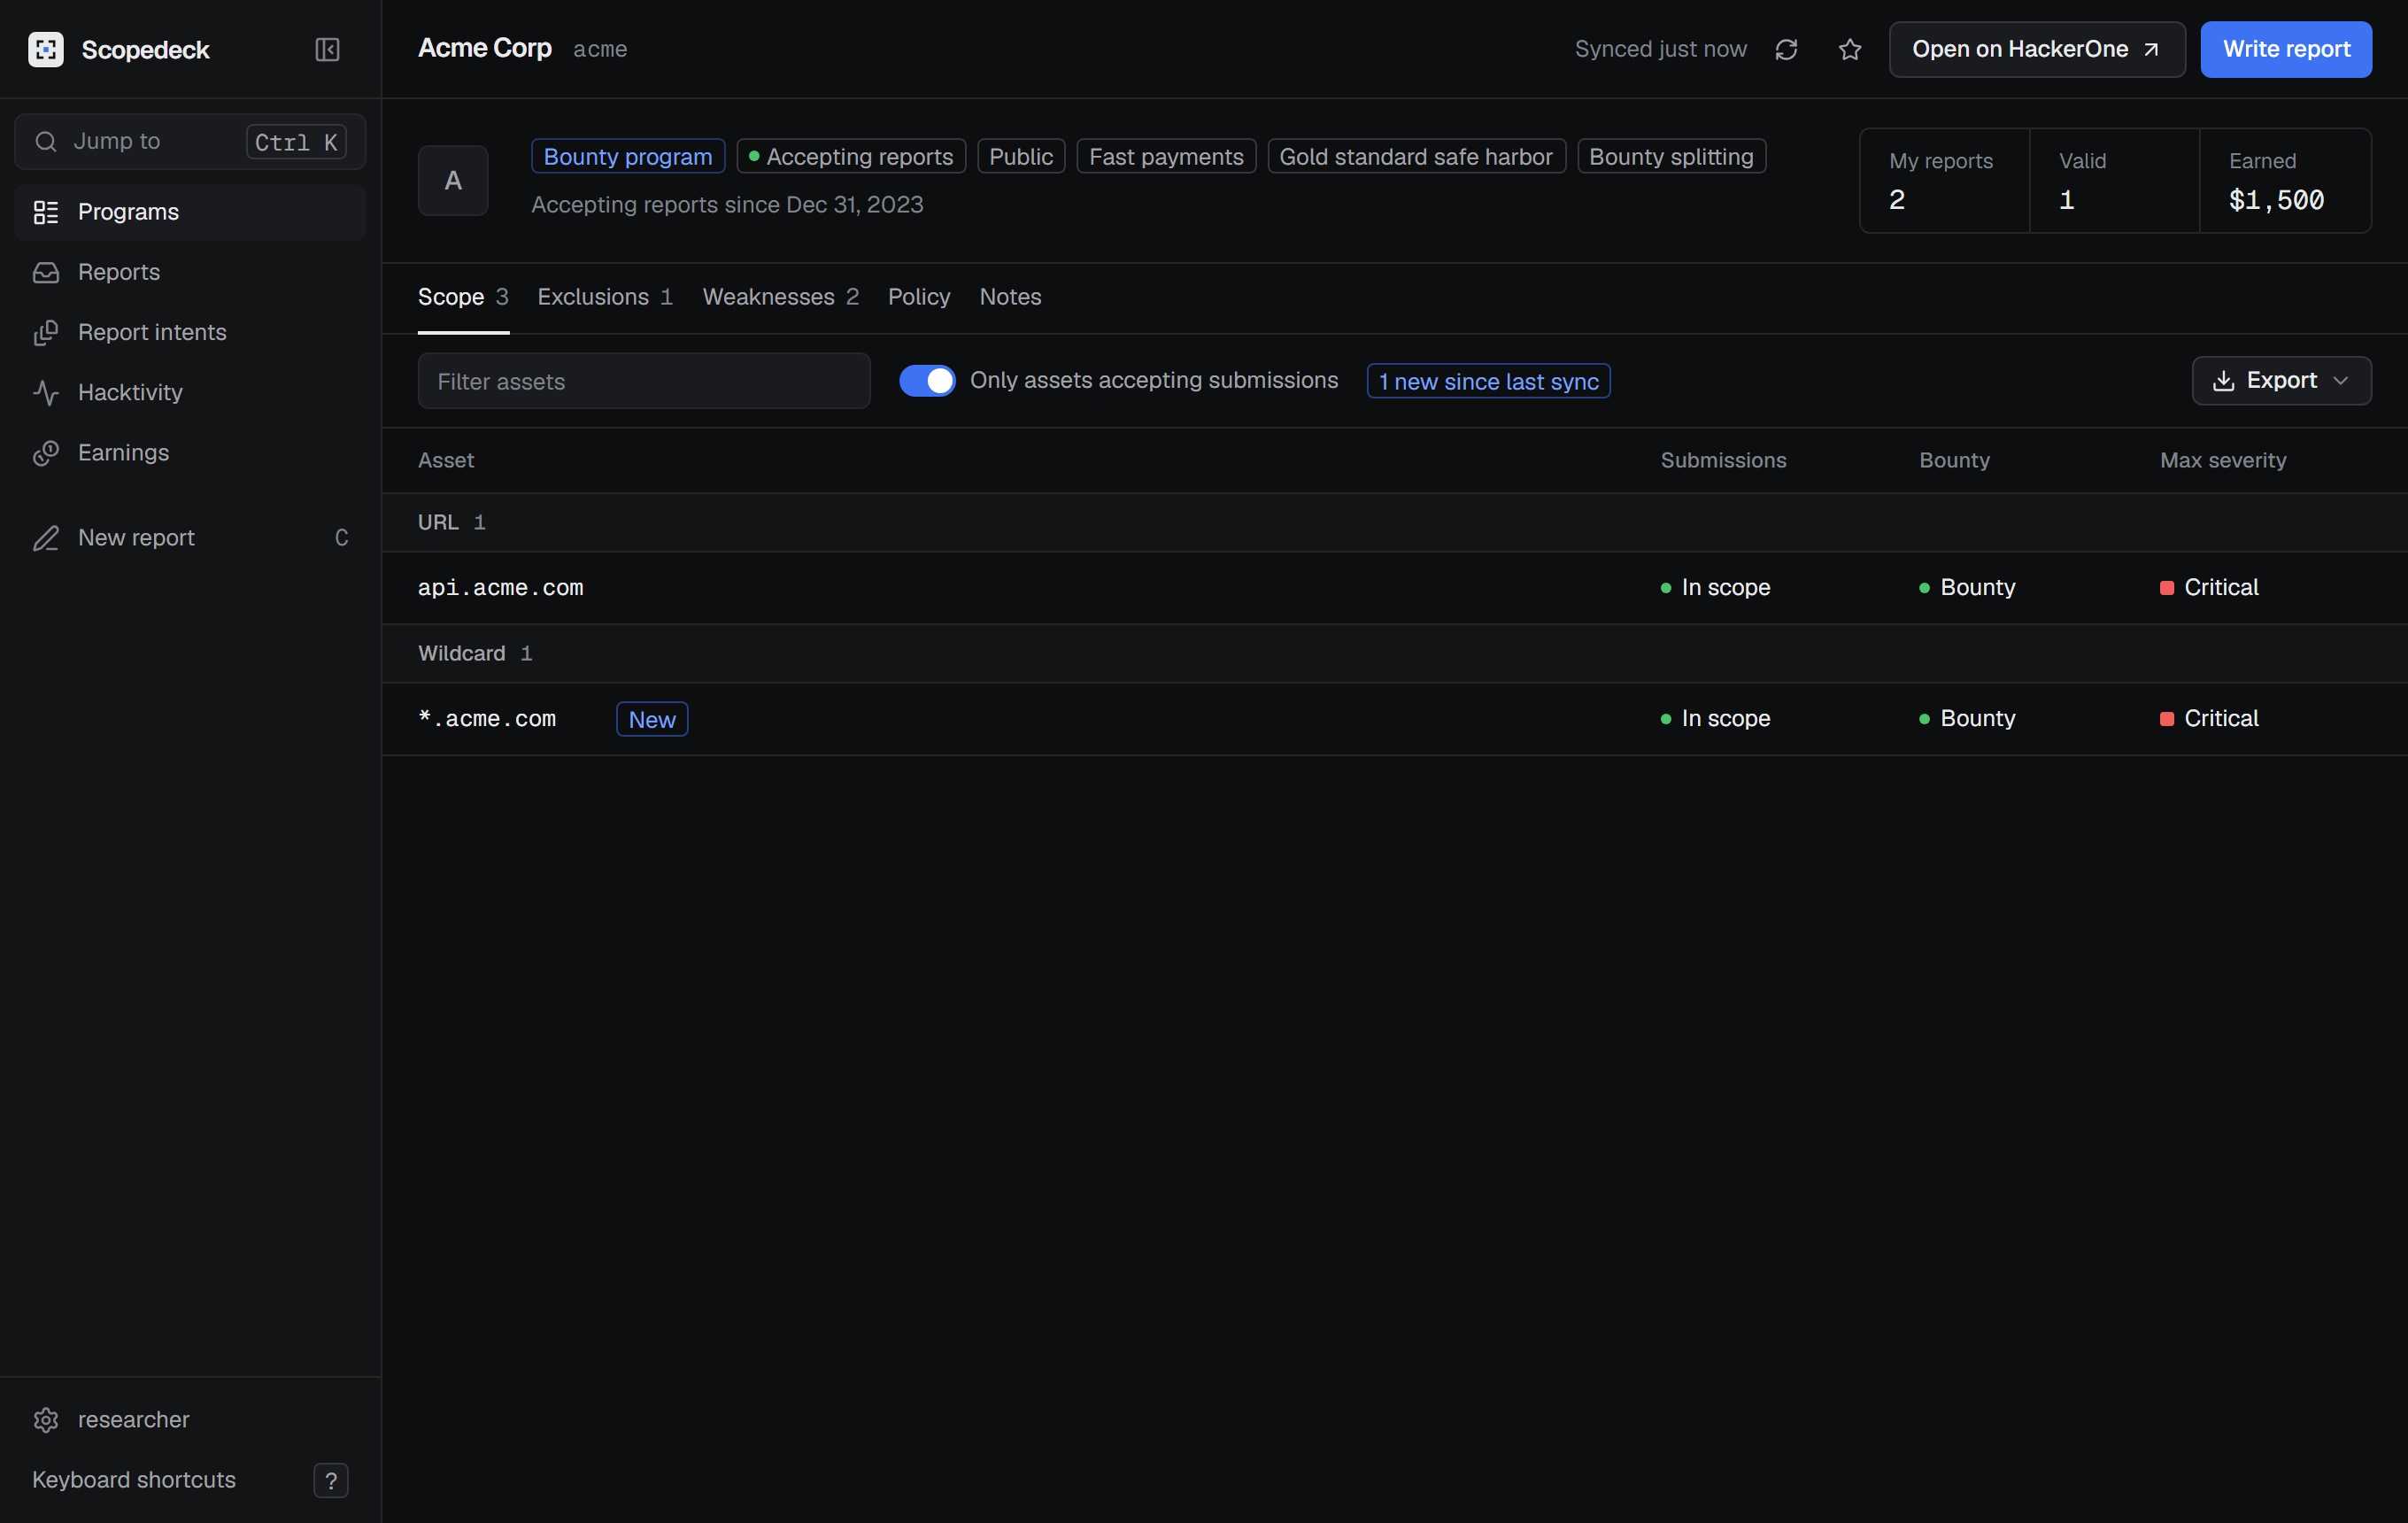 Scopedeck
Acme Corp acme
Synced just now
Open on HackerOne
Write report
Jump to Ctrl K
Programs
Reports
Report intents
Hacktivity
Earnings
New report C
researcher
Keyboard shortcuts ?
A
Bounty program
Accepting reports
Public
Fast payments
Gold standard safe harbor
Bounty splitting
Accepting reports since Dec 31, 2023
My reports Valid Earned
2 1 $1,500
Scope 3 Exclusions 1 Weaknesses 2 Policy Notes
Filter assets Only assets accepting submissions 1 new since last sync Export
Asset Submissions Bounty Max severity
URL 1
api.acme.com In scope Bounty Critical
Wildcard 1
*.acme.com New In scope Bounty Critical